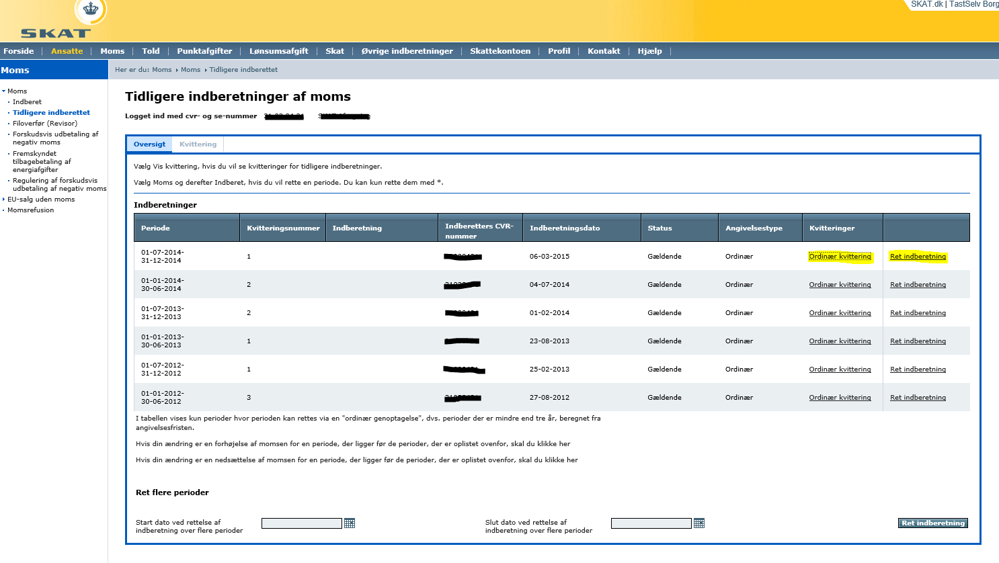 SKAT.dk | TastSelv Borg
SKAT
Forside Ansatte Moms Told Punktafgifter Lønsumsafgift Skat Øvrige indberetninger Skattekontoen Profil Kontakt Hjælp
Moms
Her er du: Moms Moms Tidligere indberettet
Moms
Indberet
Tidligere indberettet
Filoverfør (Revisor)
Forskudsvis udbetaling af
negativ moms
Fremskyndet
tilbagebetaling af
energiafgifter
Regulering af forskudsvis
udbetaling af negativ moms
EU-salg uden moms
Momsrefusion
Tidligere indberetninger af moms
Logget ind med cvr- og se-nummer
Oversigt Kvittering
Vælg Vis kvittering, hvis du vil se kvitteringer for tidligere indberetninger.
Vælg Moms og derefter Indberet, hvis du vil rette en periode. Du kan kun rette dem med *.
Indberetninger
Periode Kvitteringsnummer Indberetning Indberetters CVR-
nummer Indberetningsdato Status Angivelsestype Kvitteringer
01-07-2014-
31-12-2014 1 06-03-2015 Gældende Ordinær Ordinær kvittering Ret indberetning
01-01-2014-
30-06-2014 2 04-07-2014 Gældende Ordinær Ordinær kvittering Ret indberetning
01-07-2013-
31-12-2013 2 01-02-2014 Gældende Ordinær Ordinær kvittering Ret indberetning
01-01-2013-
30-06-2013 1 23-08-2013 Gældende Ordinær Ordinær kvittering Ret indberetning
01-07-2012-
31-12-2012 1 25-02-2013 Gældende Ordinær Ordinær kvittering Ret indberetning
01-01-2012-
30-06-2012 3 27-08-2012 Gældende Ordinær Ordinær kvittering Ret indberetning
I tabellen vises kun perioder hvor perioden kan rettes via en "ordinær genoptagelse", dvs. perioder der er mindre end tre år, beregnet fra
angivelsesfristen.
Hvis din ændring er en forhøjelse af momsen for en periode, der ligger før de perioder, der er oplistet ovenfor, skal du klikke her
Hvis din ændring er en nedsættelse af momsen for en periode, der ligger før de perioder, der er oplistet ovenfor, skal du klikke her
Ret flere perioder
Start dato ved rettelse af
indberetning over flere perioder
Slut dato ved rettelse af
indberetning over flere perioder
Ret indberetning